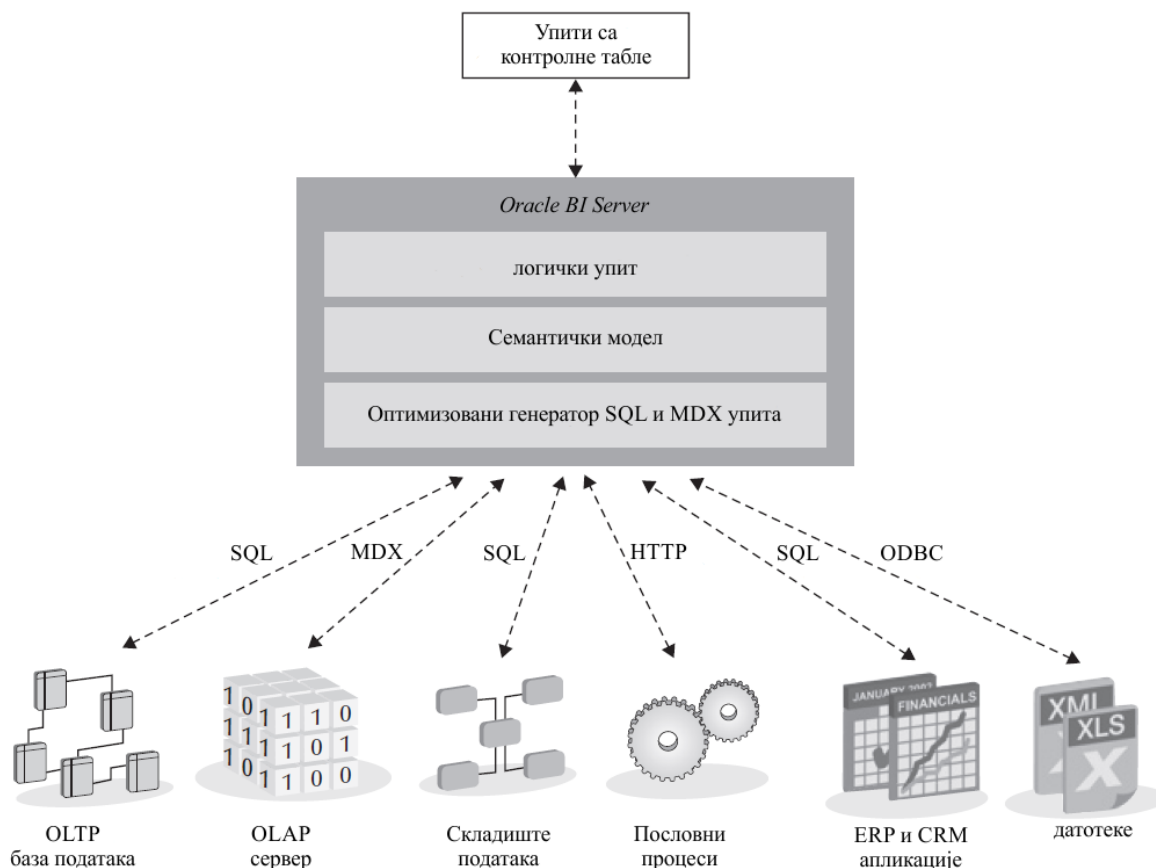 Упити са
контролне табле
Oracle BI Server
логички упит
Семантички модел
Оптимизовани генератор SQL и MDX упита
SQL
MDX
SQL
HTTP
SQL
ODBC
1 0 1 1 1 0
1 0 1 1 0 1
1 0 1 1 0 0
JANUARY 2002
FINANCIALS
XML
XLS
X
OLTP
база података
OLAP
сервер
Складиште
података
Пословни
процеси
ERP и CRM
апликације
датотеке